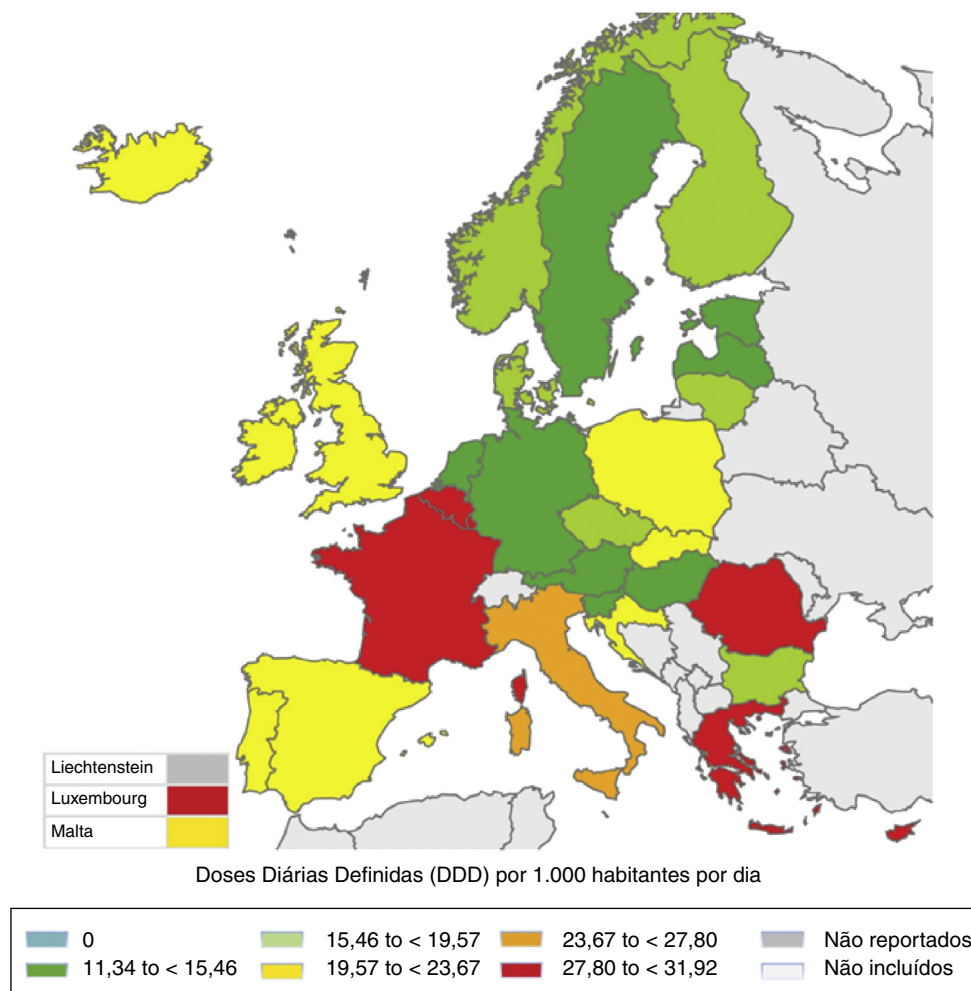 Liechtenstein
Luxembourg
Malta
Doses Diárias Definidas (DDD) por 1.000 habitantes por dia
0 15,46 to < 19,57 23,67 to < 27,80 Não reportados
11,34 to < 15,46 19,57 to < 23,67 27,80 to < 31,92 Não incluídos